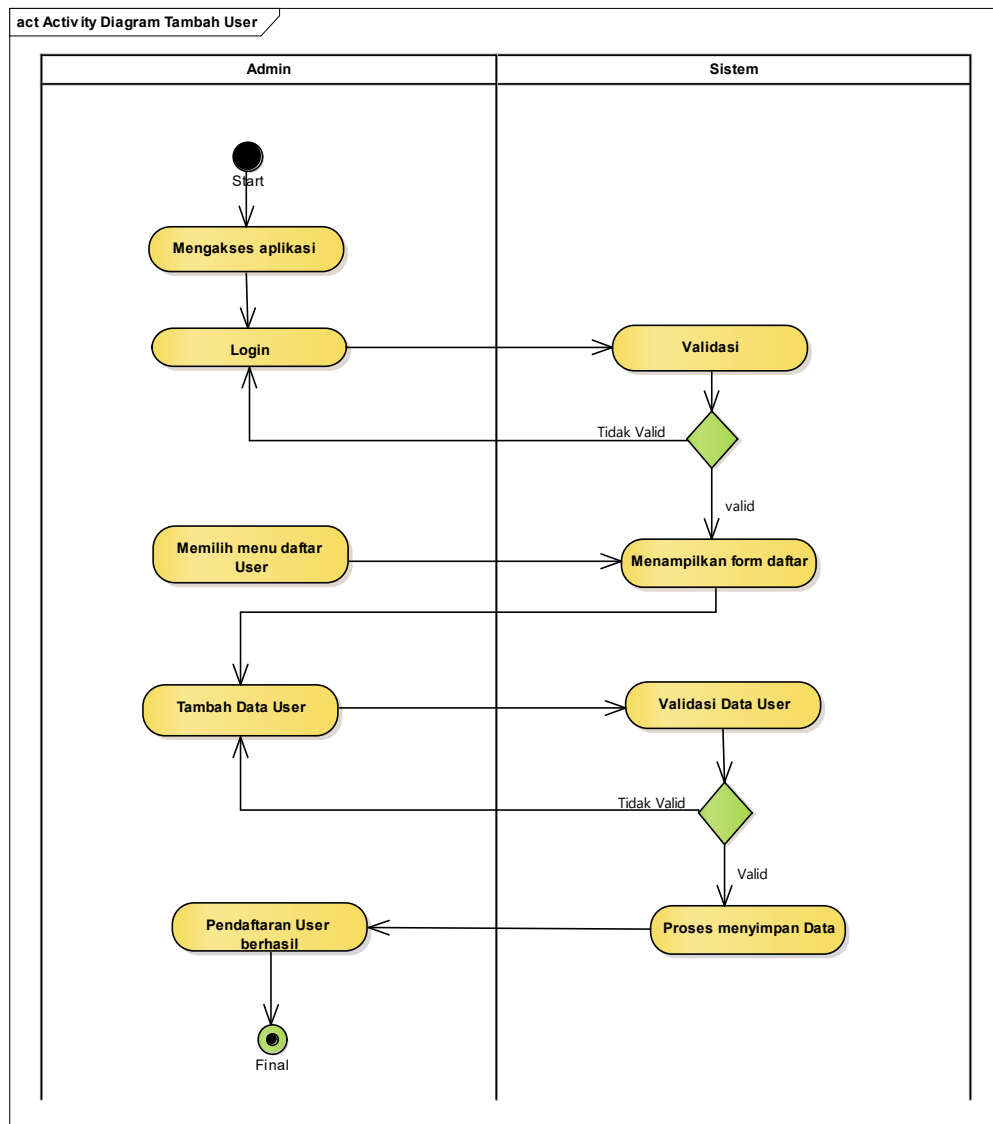 act Activity Diagram Tambah User
Admin
Sistem
Start
Mengakses aplikasi
Login
Validasi
Tidak Valid
valid
Memilih menu daftar
User
Menampilkan form daftar
Tambah Data User
Validasi Data User
Tidak Valid
Valid
Pendaftaran User
berhasil
Proses menyimpan Data
Final